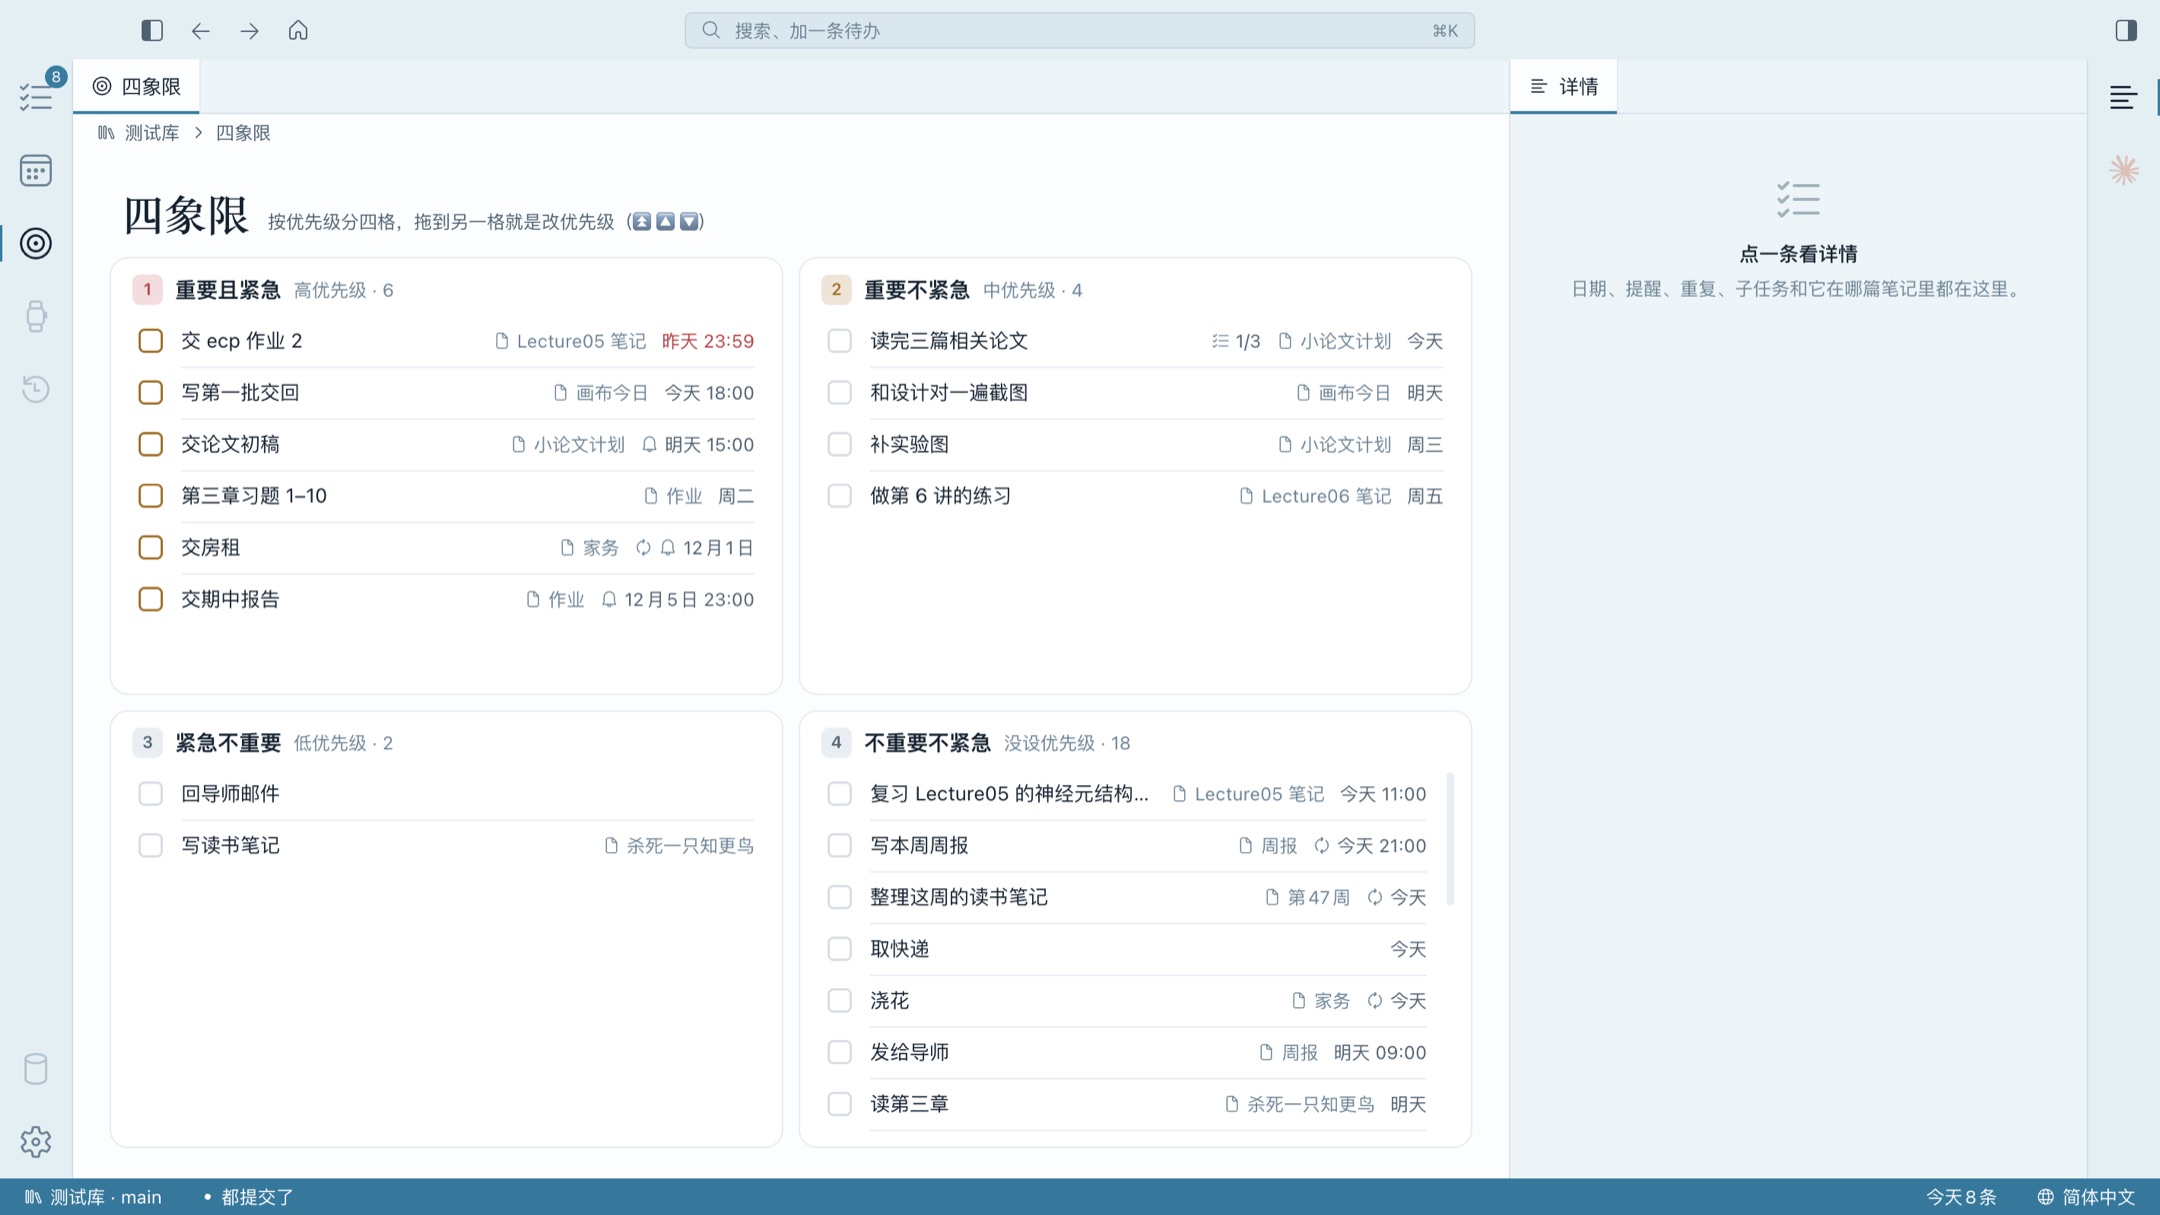 搜索、加一条待办 ⌘K
8
四象限
详情
测试库 > 四象限
四象限 按优先级分四格，拖到另一格就是改优先级（⏫🔼🔽）
点一条看详情
日期、提醒、重复、子任务和它在哪篇笔记里都在这里。
1 重要且紧急 高优先级 · 6
交 ecp 作业 2 Lecture05 笔记 昨天 23:59
写第一批交回 画布今日 今天 18:00
交论文初稿 小论文计划 明天 15:00
第三章习题 1–10 作业 周二
交房租 家务 12月1日
交期中报告 作业 12月5日 23:00
2 重要不紧急 中优先级 · 4
读完三篇相关论文 1/3 小论文计划 今天
和设计对一遍截图 画布今日 明天
补实验图 小论文计划 周三
做第 6 讲的练习 Lecture06 笔记 周五
3 紧急不重要 低优先级 · 2
回导师邮件
写读书笔记 杀死一只知更鸟
4 不重要不紧急 没设优先级 · 18
复习 Lecture05 的神经元结构... Lecture05 笔记 今天 11:00
写本周周报 周报 今天 21:00
整理这周的读书笔记 第47周 今天
取快递 今天
浇花 家务 今天
发给导师 周报 明天 09:00
读第三章 杀死一只知更鸟 明天
测试库 · main • 都提交了
今天8条 简体中文